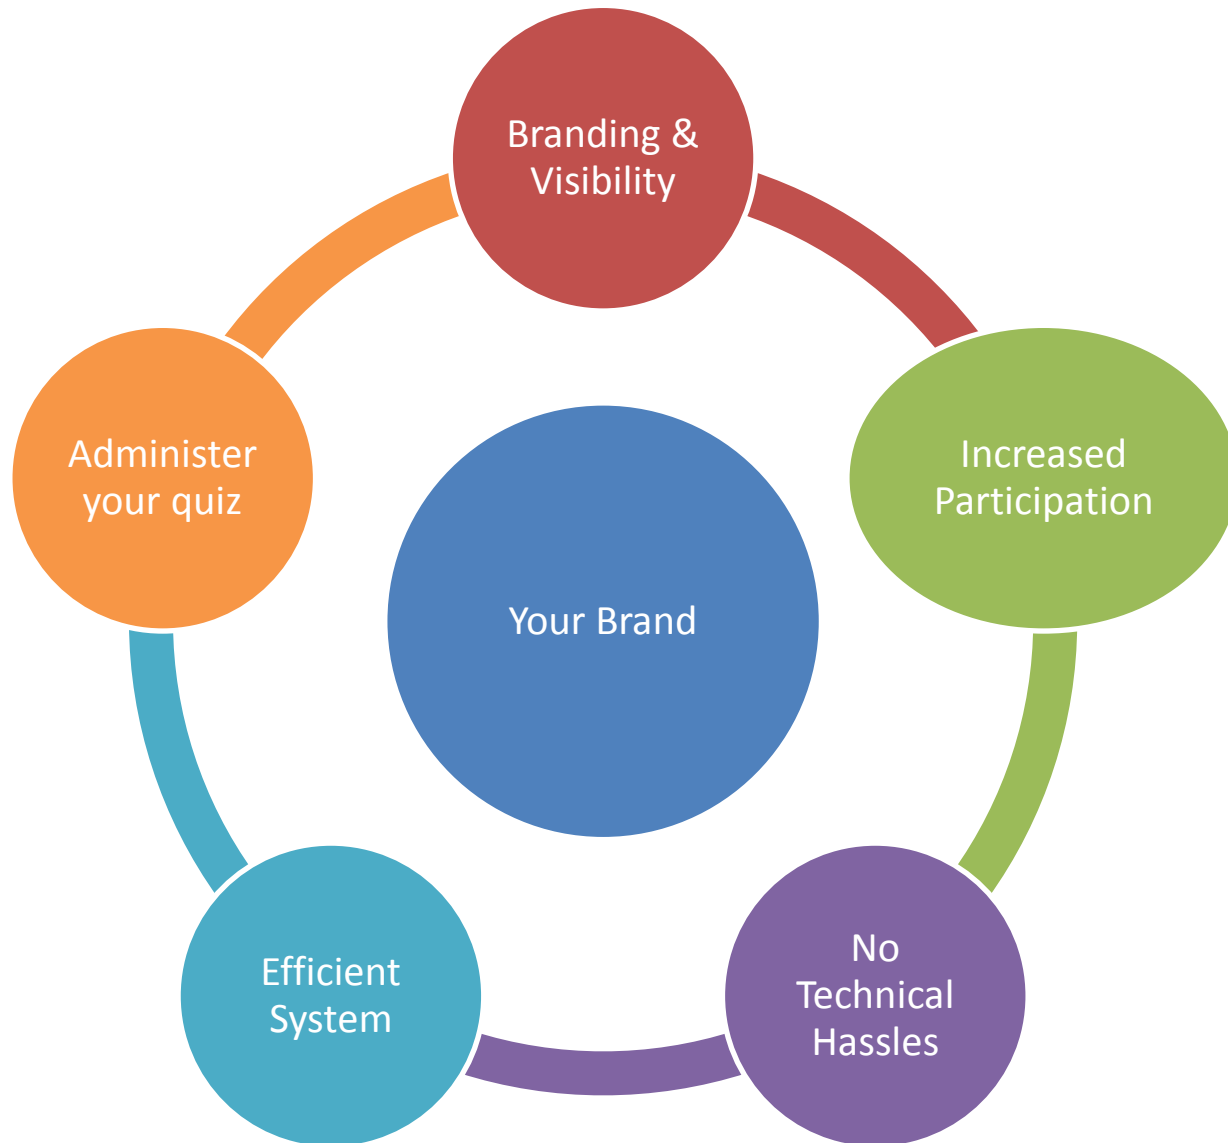 Branding &
Visibility
Increased
Participation
No
Technical
Hassles
Efficient
System
Administer
your quiz
Your Brand